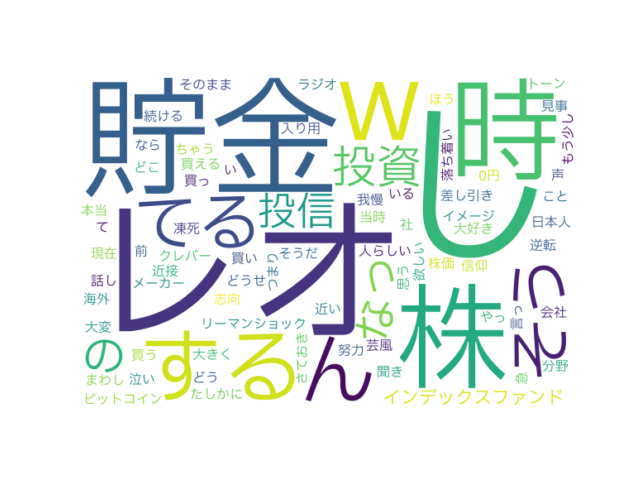 そのまま
ラジオ
トーン
続ける
入り用
ほう
見事
もう少し
貯金
W
し
時
なら
ちゃう
どこ
買える
買っ
い
投資
落ち着い
0円
声
てる
投信
我慢
いる
差し引き
こと
本当
て
凍死
当時
社
イメージ
大好き
日本人
レオ
なっ
そう
現在
前
クレバー
買い
そうだ
つまり
人らしい
思う
欲しい
株価
信仰
逆転
話し
近接
メーカー
どうせ
海外
志向
近い
株
やっ
言っ
会社
大変
リーマンショック
の
する
ん
努力
芸風
買う
大きく
さておき
聞き
急
分野
まわし
泣い
どう
たしかに
ビットコイン
インデックスファンド